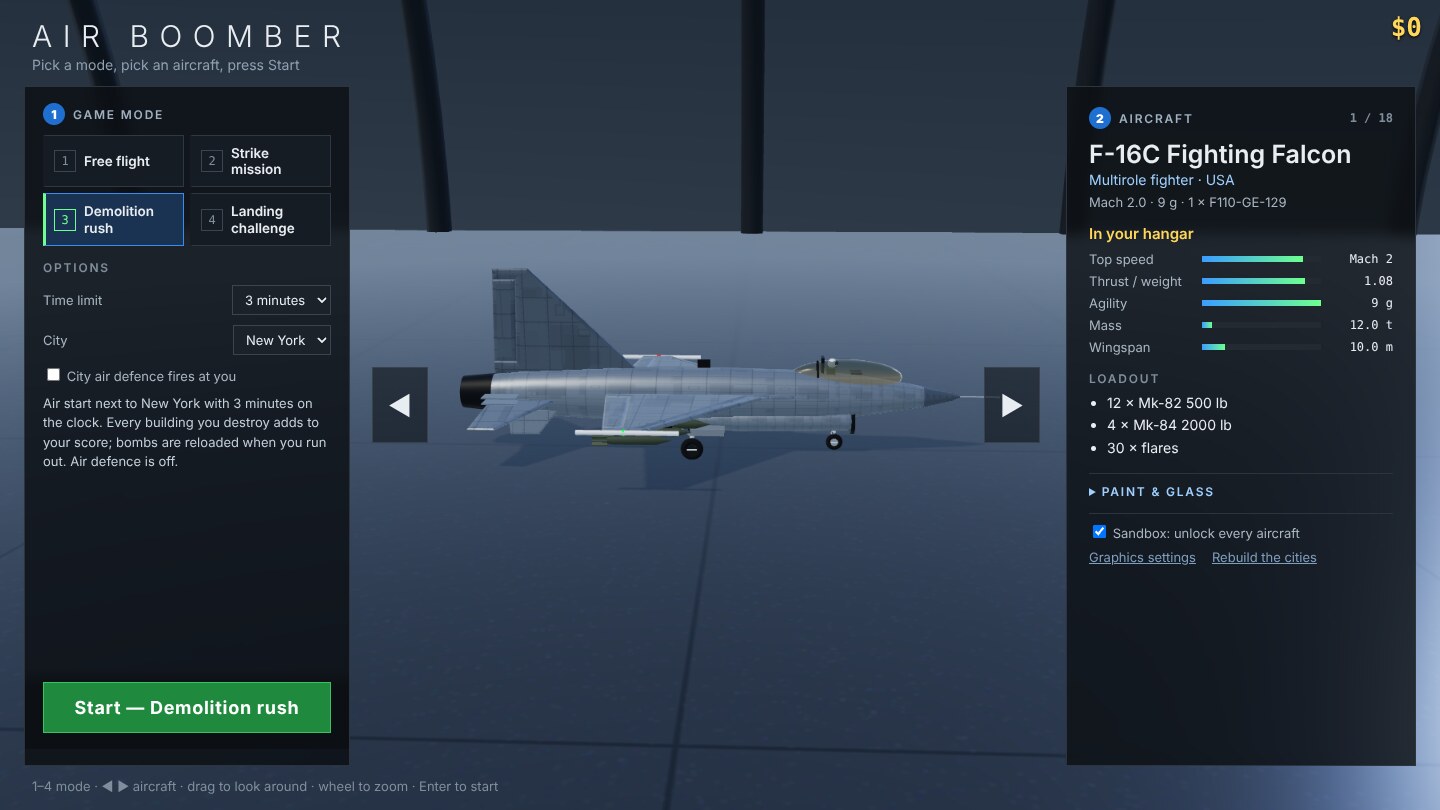 AIR BOOMBER
Pick a mode, pick an aircraft, press Start
$0
1 GAME MODE
1 Free flight
2 Strike mission
3 Demolition rush
4 Landing challenge
OPTIONS
Time limit 3 minutes
City New York
City air defence fires at you
Air start next to New York with 3 minutes on
the clock. Every building you destroy adds to
your score; bombs are reloaded when you run
out. Air defence is off.
Start — Demolition rush
2 AIRCRAFT 1 / 18
F-16C Fighting Falcon
Multirole fighter · USA
Mach 2.0 · 9 g · 1 × F110-GE-129
In your hangar
Top speed Mach 2
Thrust / weight 1.08
Agility 9 g
Mass 12.0 t
Wingspan 10.0 m
LOADOUT
• 12 × Mk-82 500 lb
• 4 × Mk-84 2000 lb
• 30 × flares
▶ PAINT & GLASS
Sandbox: unlock every aircraft
Graphics settings Rebuild the cities
1–4 mode · ◀ ▶ aircraft · drag to look around · wheel to zoom · Enter to start